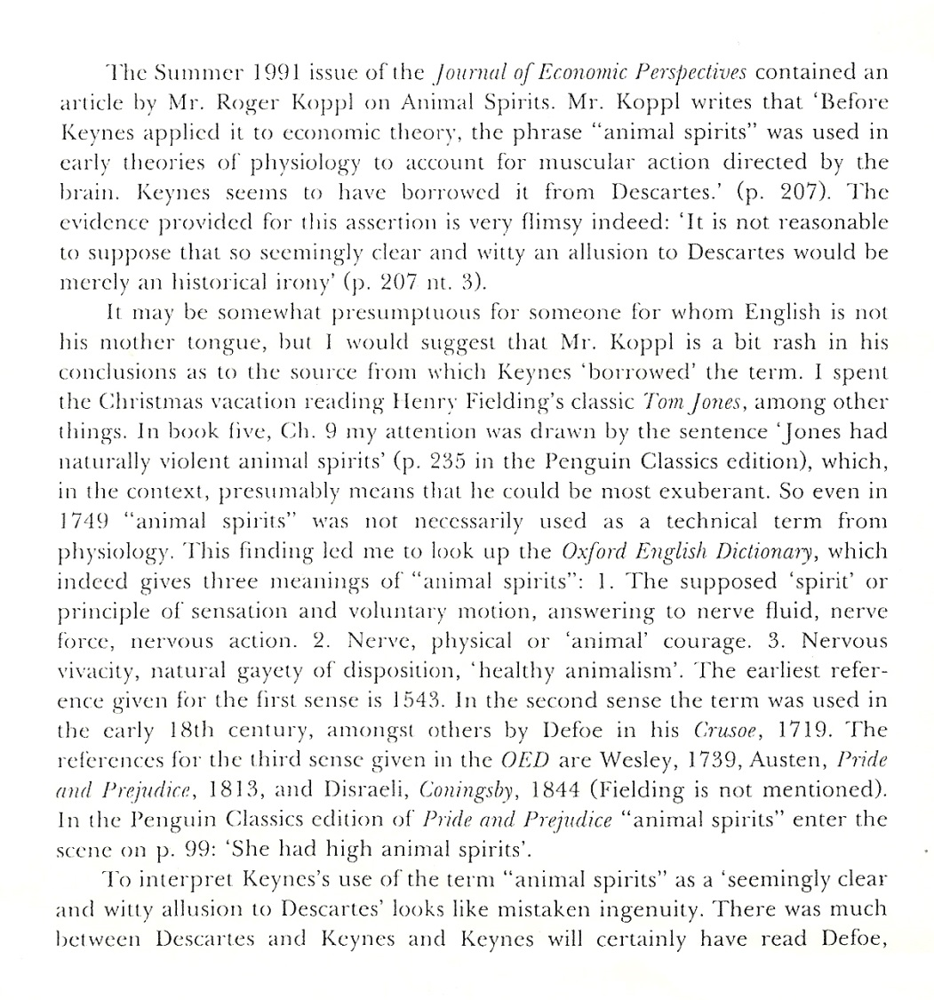 The Summer 1991 issue of the Journal of Economic Perspectives contained an
article by Mr. Roger Koppl on Animal Spirits. Mr. Koppl writes that ‘Before
Keynes applied it to economic theory, the phrase “animal spirits” was used in
early theories of physiology to account for muscular action directed by the
brain. Keynes seems to have borrowed it from Descartes.’ (p. 207). The
evidence provided for this assertion is very flimsy indeed: ‘It is not reasonable
to suppose that so seemingly clear and witty an allusion to Descartes would be
merely an historical irony’ (p. 207 nt. 3).
It may be somewhat presumptuous for someone for whom English is not
his mother tongue, but I would suggest that Mr. Koppl is a bit rash in his
conclusions as to the source from which Keynes ‘borrowed’ the term. I spent
the Christmas vacation reading Henry Fielding’s classic Tom Jones, among other
things. In book five, Ch. 9 my attention was drawn by the sentence ‘Jones had
naturally violent animal spirits’ (p. 235 in the Penguin Classics edition), which,
in the context, presumably means that he could be most exuberant. So even in
1749 “animal spirits” was not necessarily used as a technical term from
physiology. This finding led me to look up the Oxford English Dictionary, which
indeed gives three meanings of “animal spirits”: 1. The supposed ‘spirit’ or
principle of sensation and voluntary motion, answering to nerve fluid, nerve
force, nervous action. 2. Nerve, physical or ‘animal’ courage. 3. Nervous
vivacity, natural gayety of disposition, ‘healthy animalism’. The earliest refer-
ence given for the first sense is 1543. In the second sense the term was used in
the early 18th century, amongst others by Defoe in his Crusoe, 1719. The
references for the third sense given in the OED are Wesley, 1739, Austen, Pride
and Prejudice, 1813, and Disraeli, Coningsby, 1844 (Fielding is not mentioned).
In the Penguin Classics edition of Pride and Prejudice “animal spirits” enter the
scene on p. 99: ‘She had high animal spirits’.
To interpret Keynes’s use of the term “animal spirits” as a ‘seemingly clear
and witty allusion to Descartes’ looks like mistaken ingenuity. There was much
between Descartes and Keynes and Keynes will certainly have read Defoe,